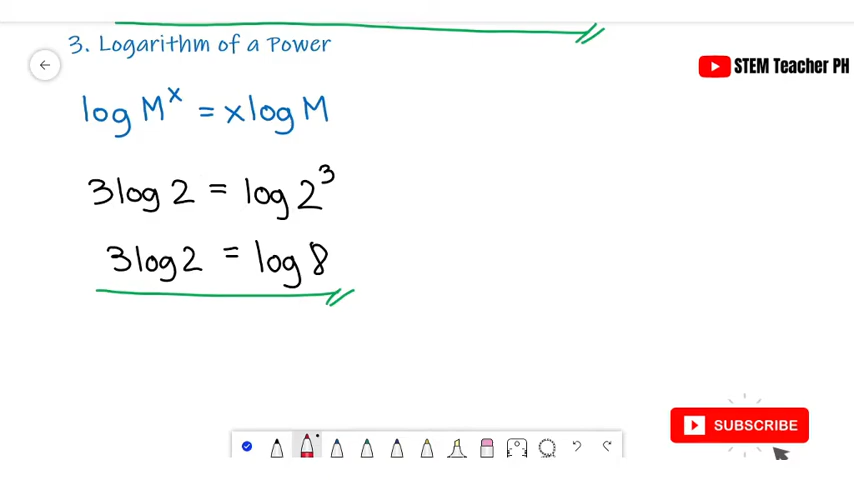 3. Logarithm of a Power
STEM Teacher PH
log M^x = x log M
3 log 2 = log 2^3
3 log 2 = log 8
SUBSCRIBE